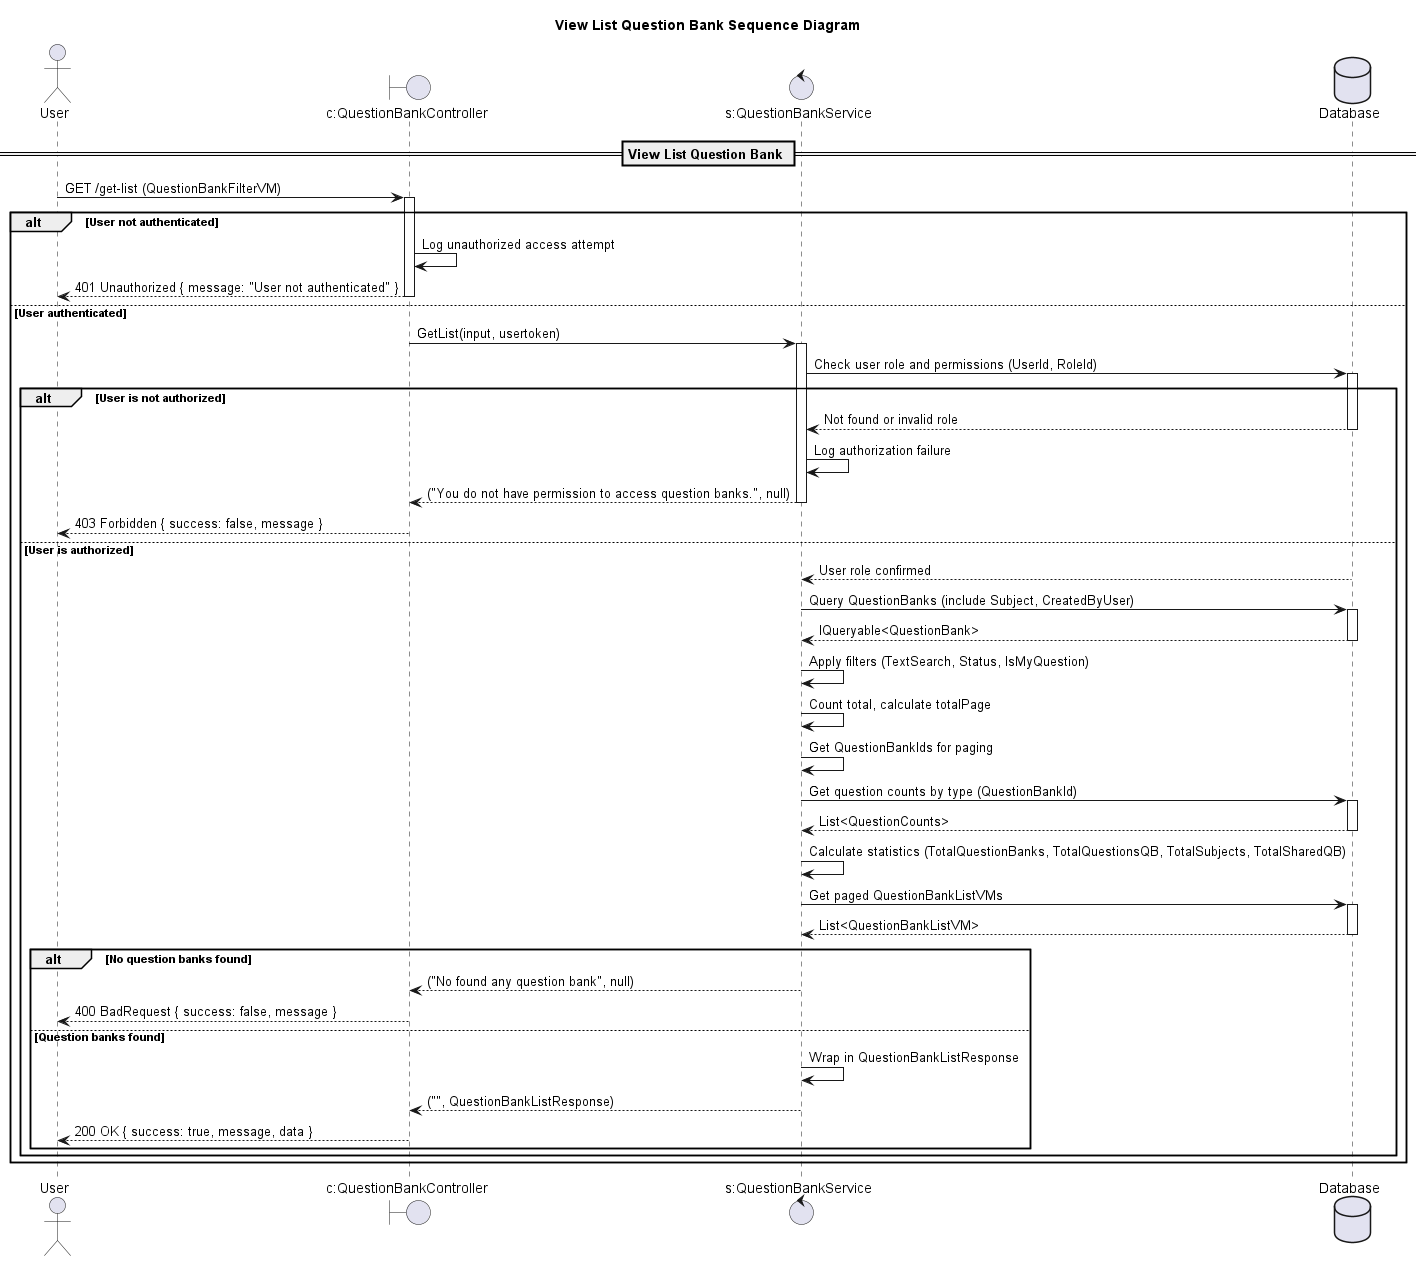 View List Question Bank Sequence Diagram
User
c:QuestionBankController
s:QuestionBankService
Database
View List Question Bank
GET /get-list (QuestionBankFilterVM)
alt
[User not authenticated]
Log unauthorized access attempt
401 Unauthorized { message: "User not authenticated" }
[User authenticated]
GetList(input, usertoken)
Check user role and permissions (UserId, RoleId)
alt
[User is not authorized]
Not found or invalid role
Log authorization failure
("You do not have permission to access question banks.", null)
403 Forbidden { success: false, message }
[User is authorized]
User role confirmed
Query QuestionBanks (include Subject, CreatedByUser)
IQueryable<QuestionBank>
Apply filters (TextSearch, Status, IsMyQuestion)
Count total, calculate totalPage
Get QuestionBankIds for paging
Get question counts by type (QuestionBankId)
List<QuestionCounts>
Calculate statistics (TotalQuestionBanks, TotalQuestionsQB, TotalSubjects, TotalSharedQB)
Get paged QuestionBankListVMs
List<QuestionBankListVM>
alt
[No question banks found]
("No found any question bank", null)
400 BadRequest { success: false, message }
[Question banks found]
Wrap in QuestionBankListResponse
("", QuestionBankListResponse)
200 OK { success: true, message, data }
User
c:QuestionBankController
s:QuestionBankService
Database